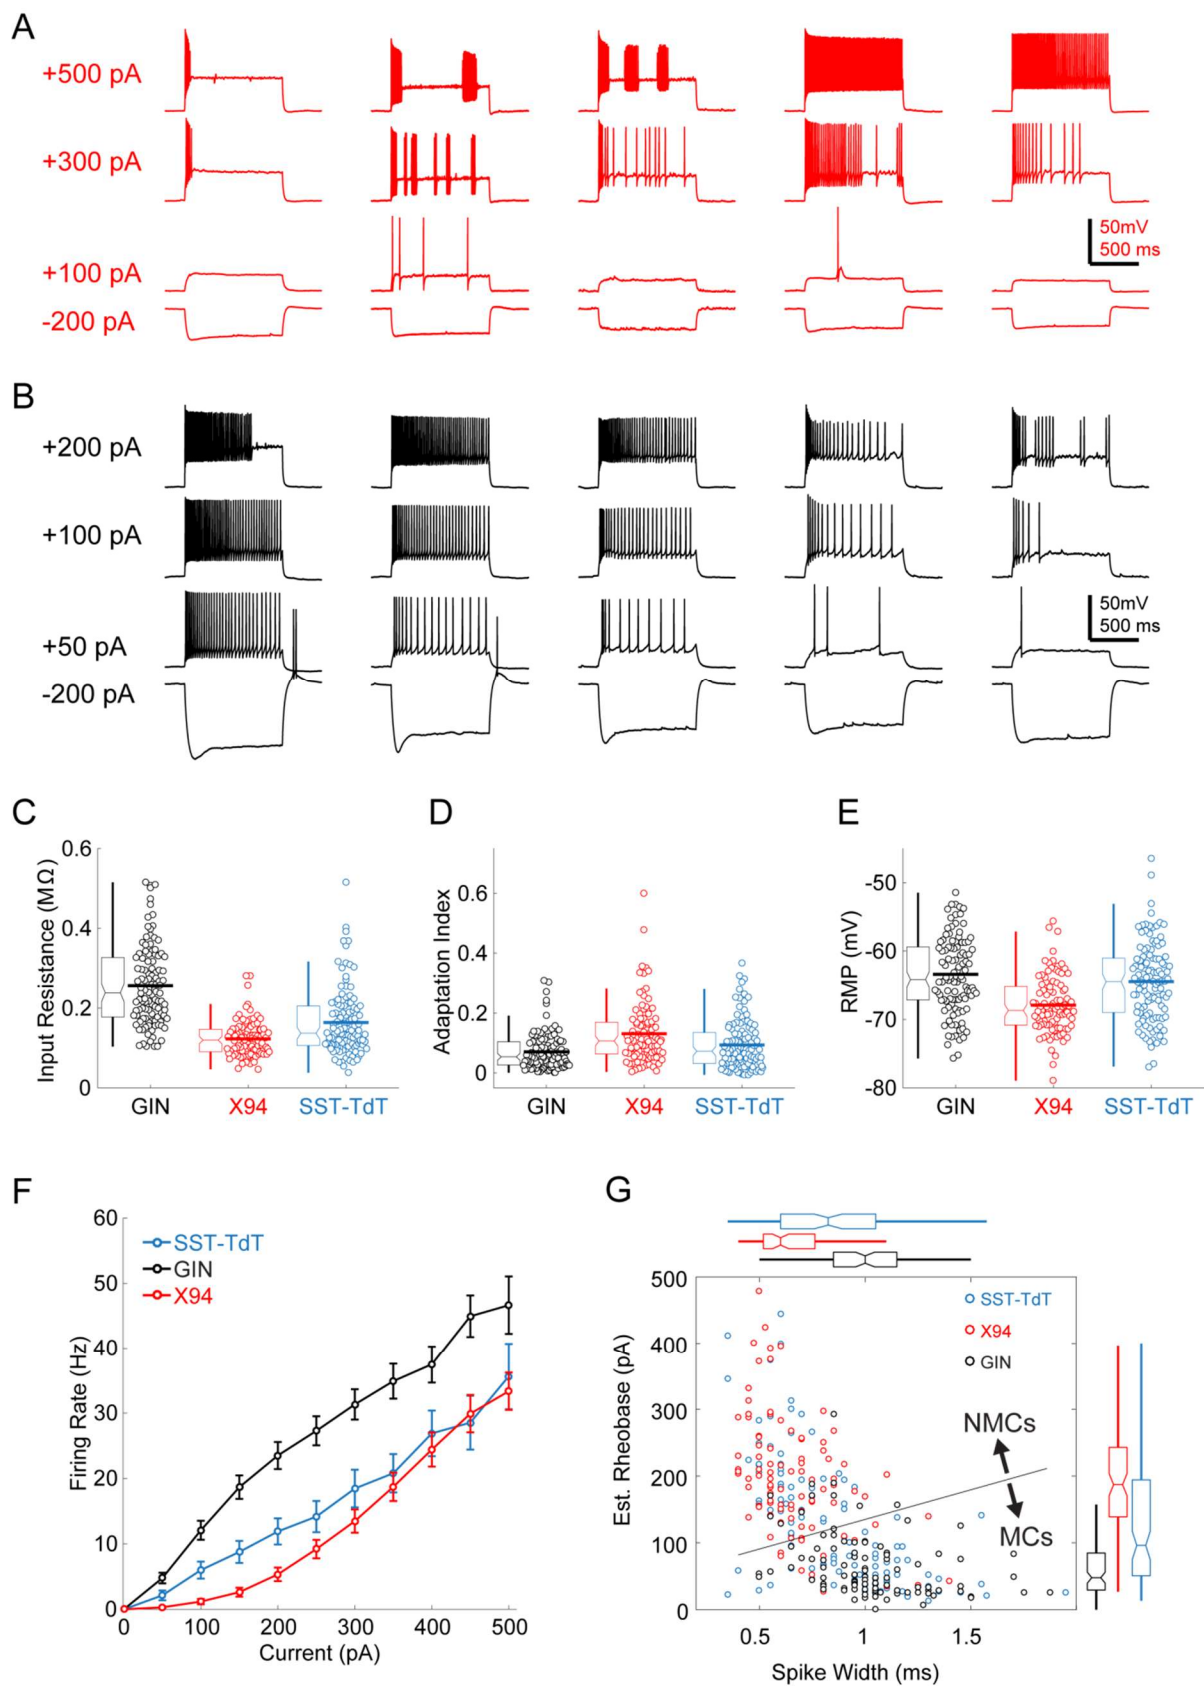 A
+500 pA
+300 pA
+100 pA
-200 pA
50mV
500 ms
B
+200 pA
+100 pA
+50 pA
-200 pA
50mV
500 ms
C
Input Resistance (MΩ)
0.6
0.4
0.2
0
GIN
X94
SST-TdT
D
Adaptation Index
0.6
0.4
0.2
0
GIN
X94
SST-TdT
E
RMP (mV)
-50
-60
-70
-80
GIN
X94
SST-TdT
F
Firing Rate (Hz)
60
50
40
30
20
10
0
SST-TdT
GIN
X94
0
100
200
300
400
500
Current (pA)
G
Est. Rheobase (pA)
500
400
300
200
100
0
SST-TdT
X94
GIN
NMCs
MCs
0.5
1
1.5
Spike Width (ms)